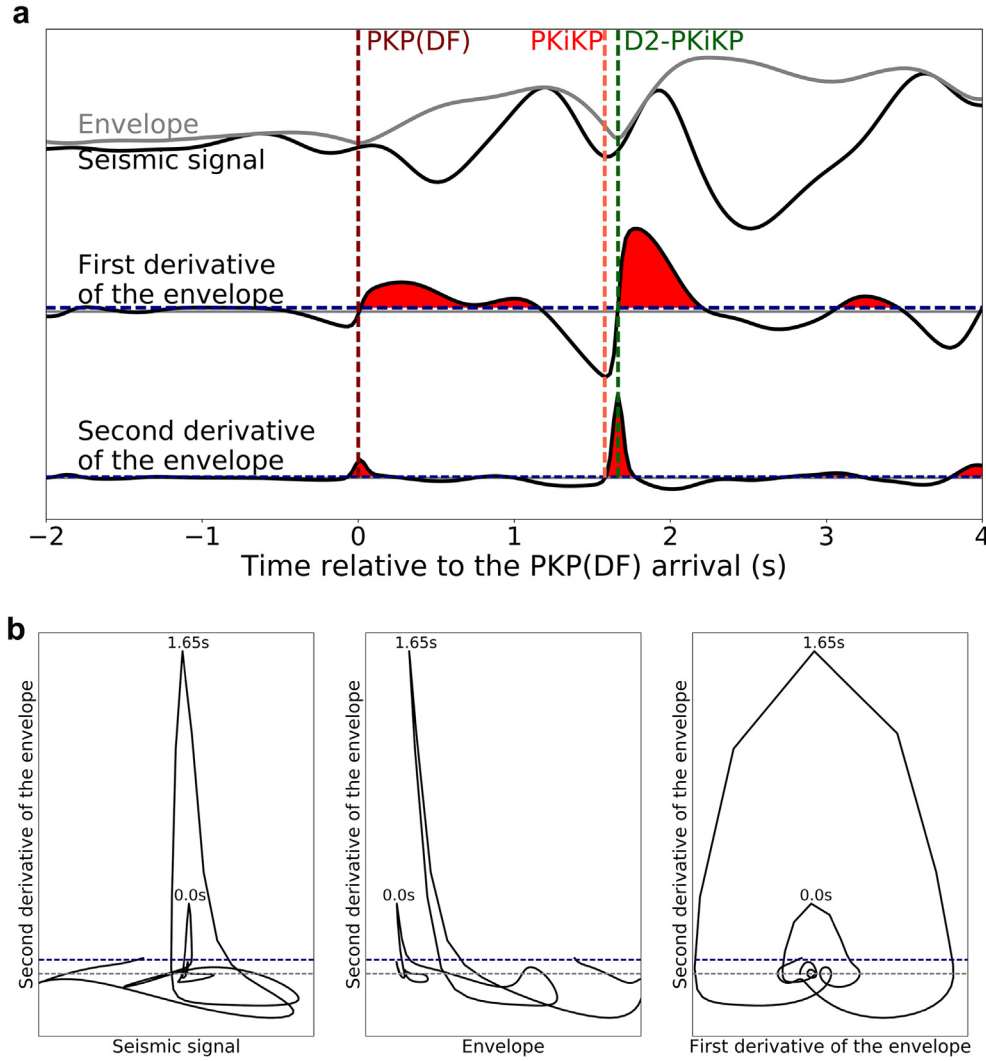 a
PKP(DF)
PKiKP
D2-PKiKP
Envelope
Seismic signal
First derivative
of the envelope
Second derivative
of the envelope
−2
−1
0
1
2
3
4
Time relative to the PKP(DF) arrival (s)
b
1.65s
0.0s
Second derivative of the envelope
Seismic signal
1.65s
0.0s
Second derivative of the envelope
Envelope
1.65s
0.0s
Second derivative of the envelope
First derivative of the envelope